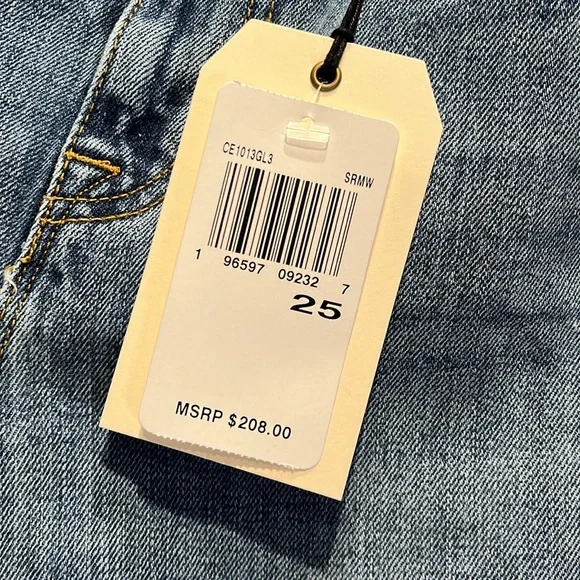 CE1013GL3 SRMW
1 96597 09232 7
25
MSRP $208.00